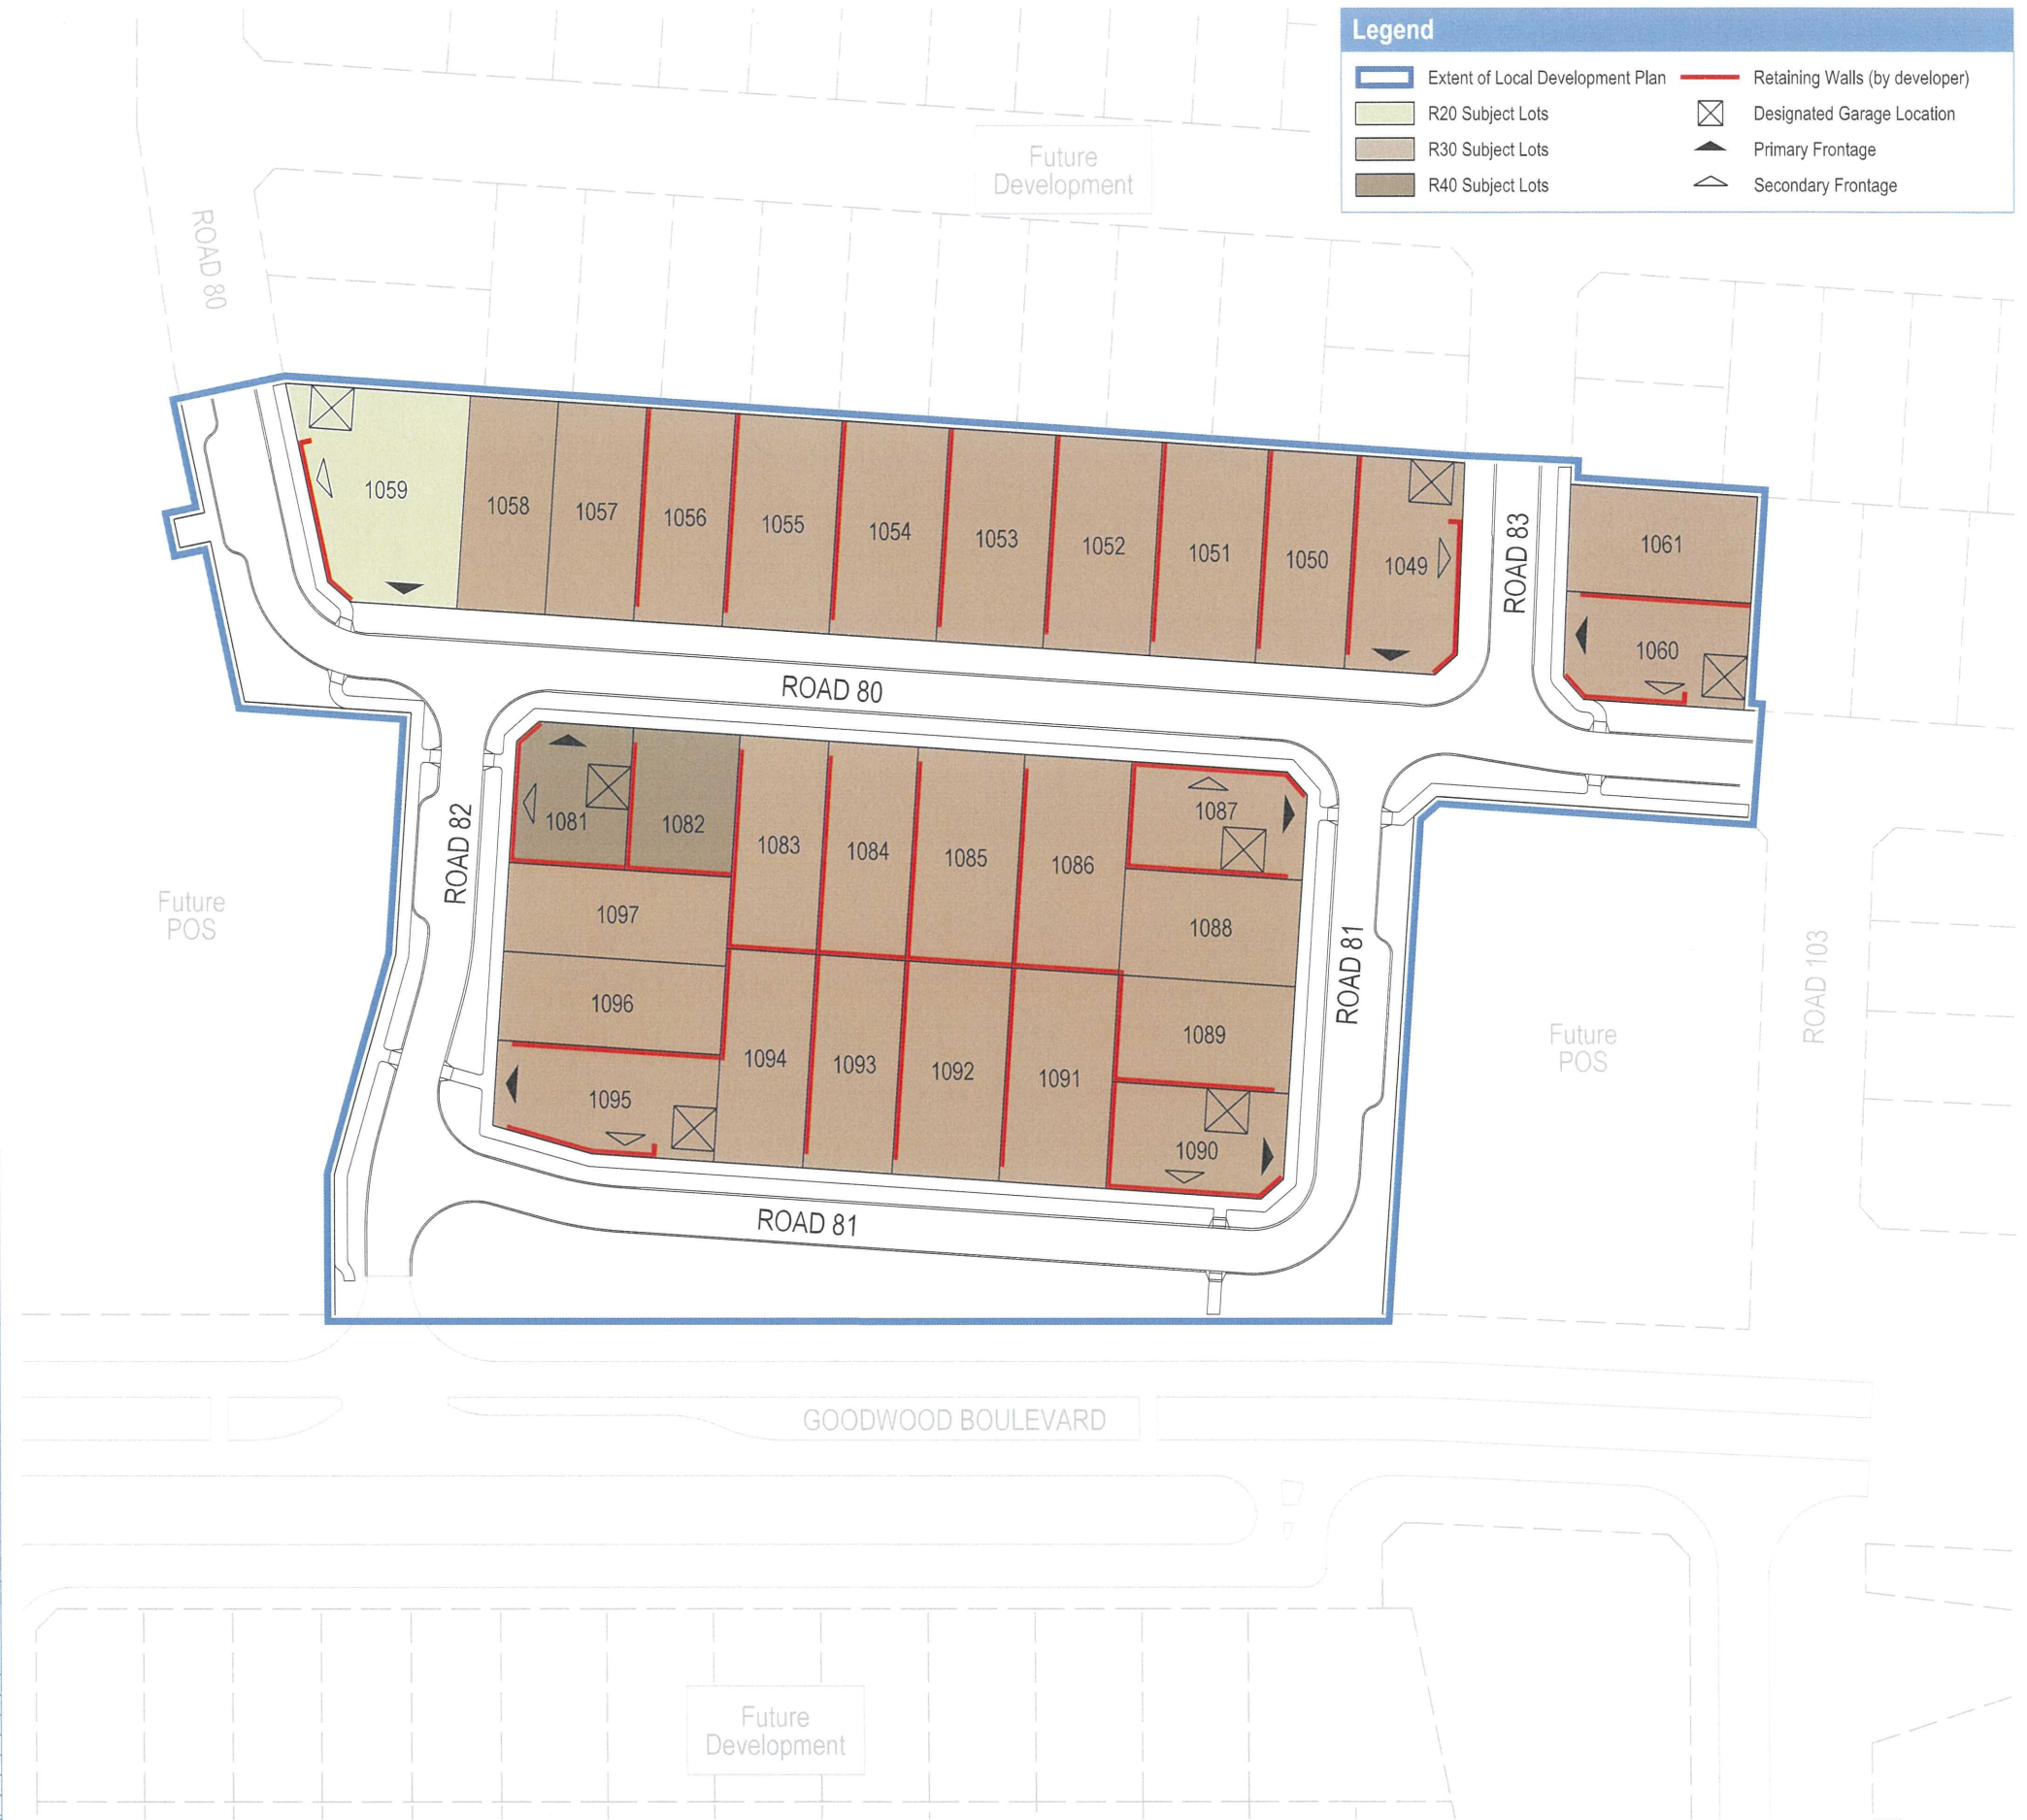 Legend
Extent of Local Development Plan
Retaining Walls (by developer)
R20 Subject Lots
Designated Garage Location
R30 Subject Lots
Primary Frontage
R40 Subject Lots
Secondary Frontage
Future
Development
ROAD 80
1059
1058
1057
1056
1055
1054
1053
1052
1051
1050
1049
ROAD 83
1061
1060
ROAD 80
1081
1082
1083
1084
1085
1086
1087
1088
ROAD 82
1097
1096
1095
1094
1093
1092
1091
1089
1090
ROAD 81
ROAD 81
Future
POS
Future
POS
ROAD 103
GOODWOOD BOULEVARD
Future
Development